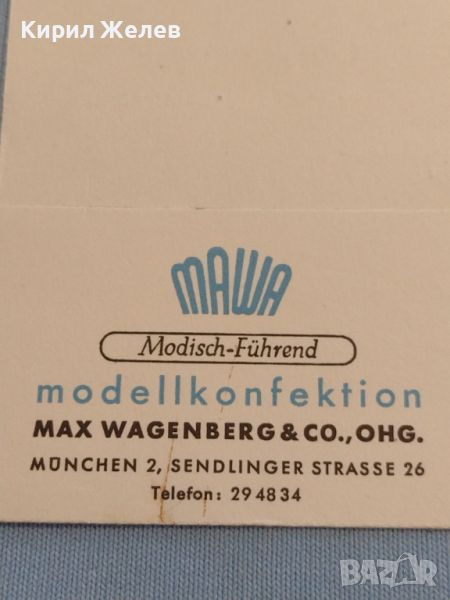 Кирил Желев
MAWA
Modisch-Führend
modellkonfektion
MAX WAGENBERG & CO., OHG.
MÜNCHEN 2, SENDLINGER STRASSE 26
Telefon: 29 48 34
BAZAR